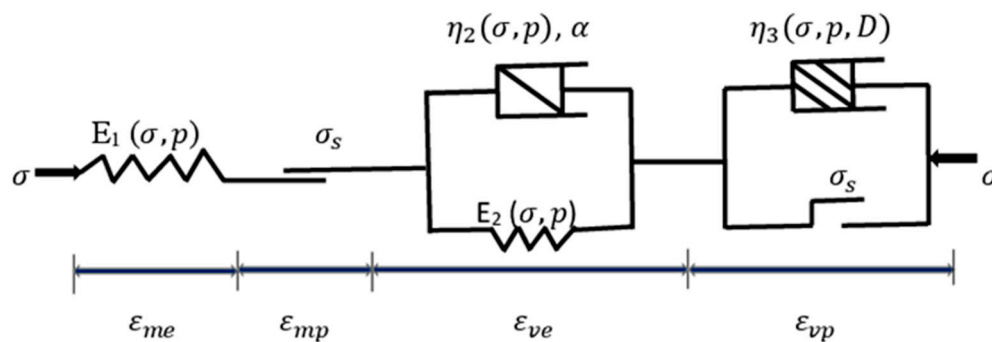 η₂(σ,p), α
η₃(σ,p,D)
E₁ (σ,p)
σₛ
σ
σ
σₛ
E₂ (σ,p)
εₘₑ
εₘₚ
εᵥₑ
εᵥₚ